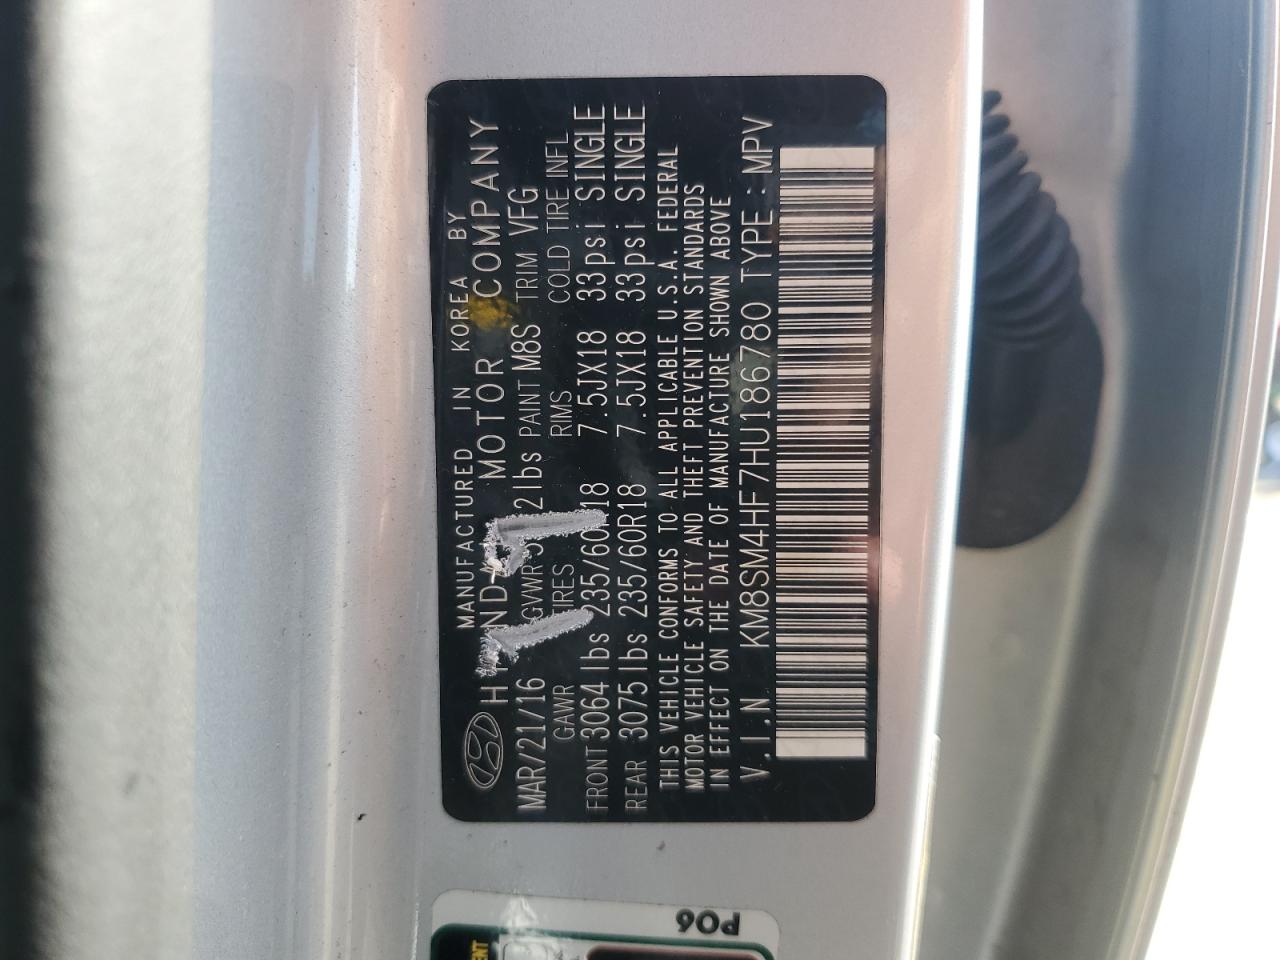 MANUFACTURED IN KOREA BY
MOTOR COMPANY
MAR/21/16 GVWR 2lbs PAINT M8S TRIM VFG
GAWR RIMS COLD TIRE INFL
FRONT 3064 lbs 235/60R18 7.5JX18 33psi SINGLE
REAR 3075 lbs 235/60R18 7.5JX18 33psi SINGLE
THIS VEHICLE CONFORMS TO ALL APPLICABLE U.S.A. FEDERAL
MOTOR VEHICLE SAFETY AND THEFT PREVENTION STANDARDS
IN EFFECT ON THE DATE OF MANUFACTURE SHOWN ABOVE
V.I.N KM8SM4HF7HU186780 TYPE : MPV
P06